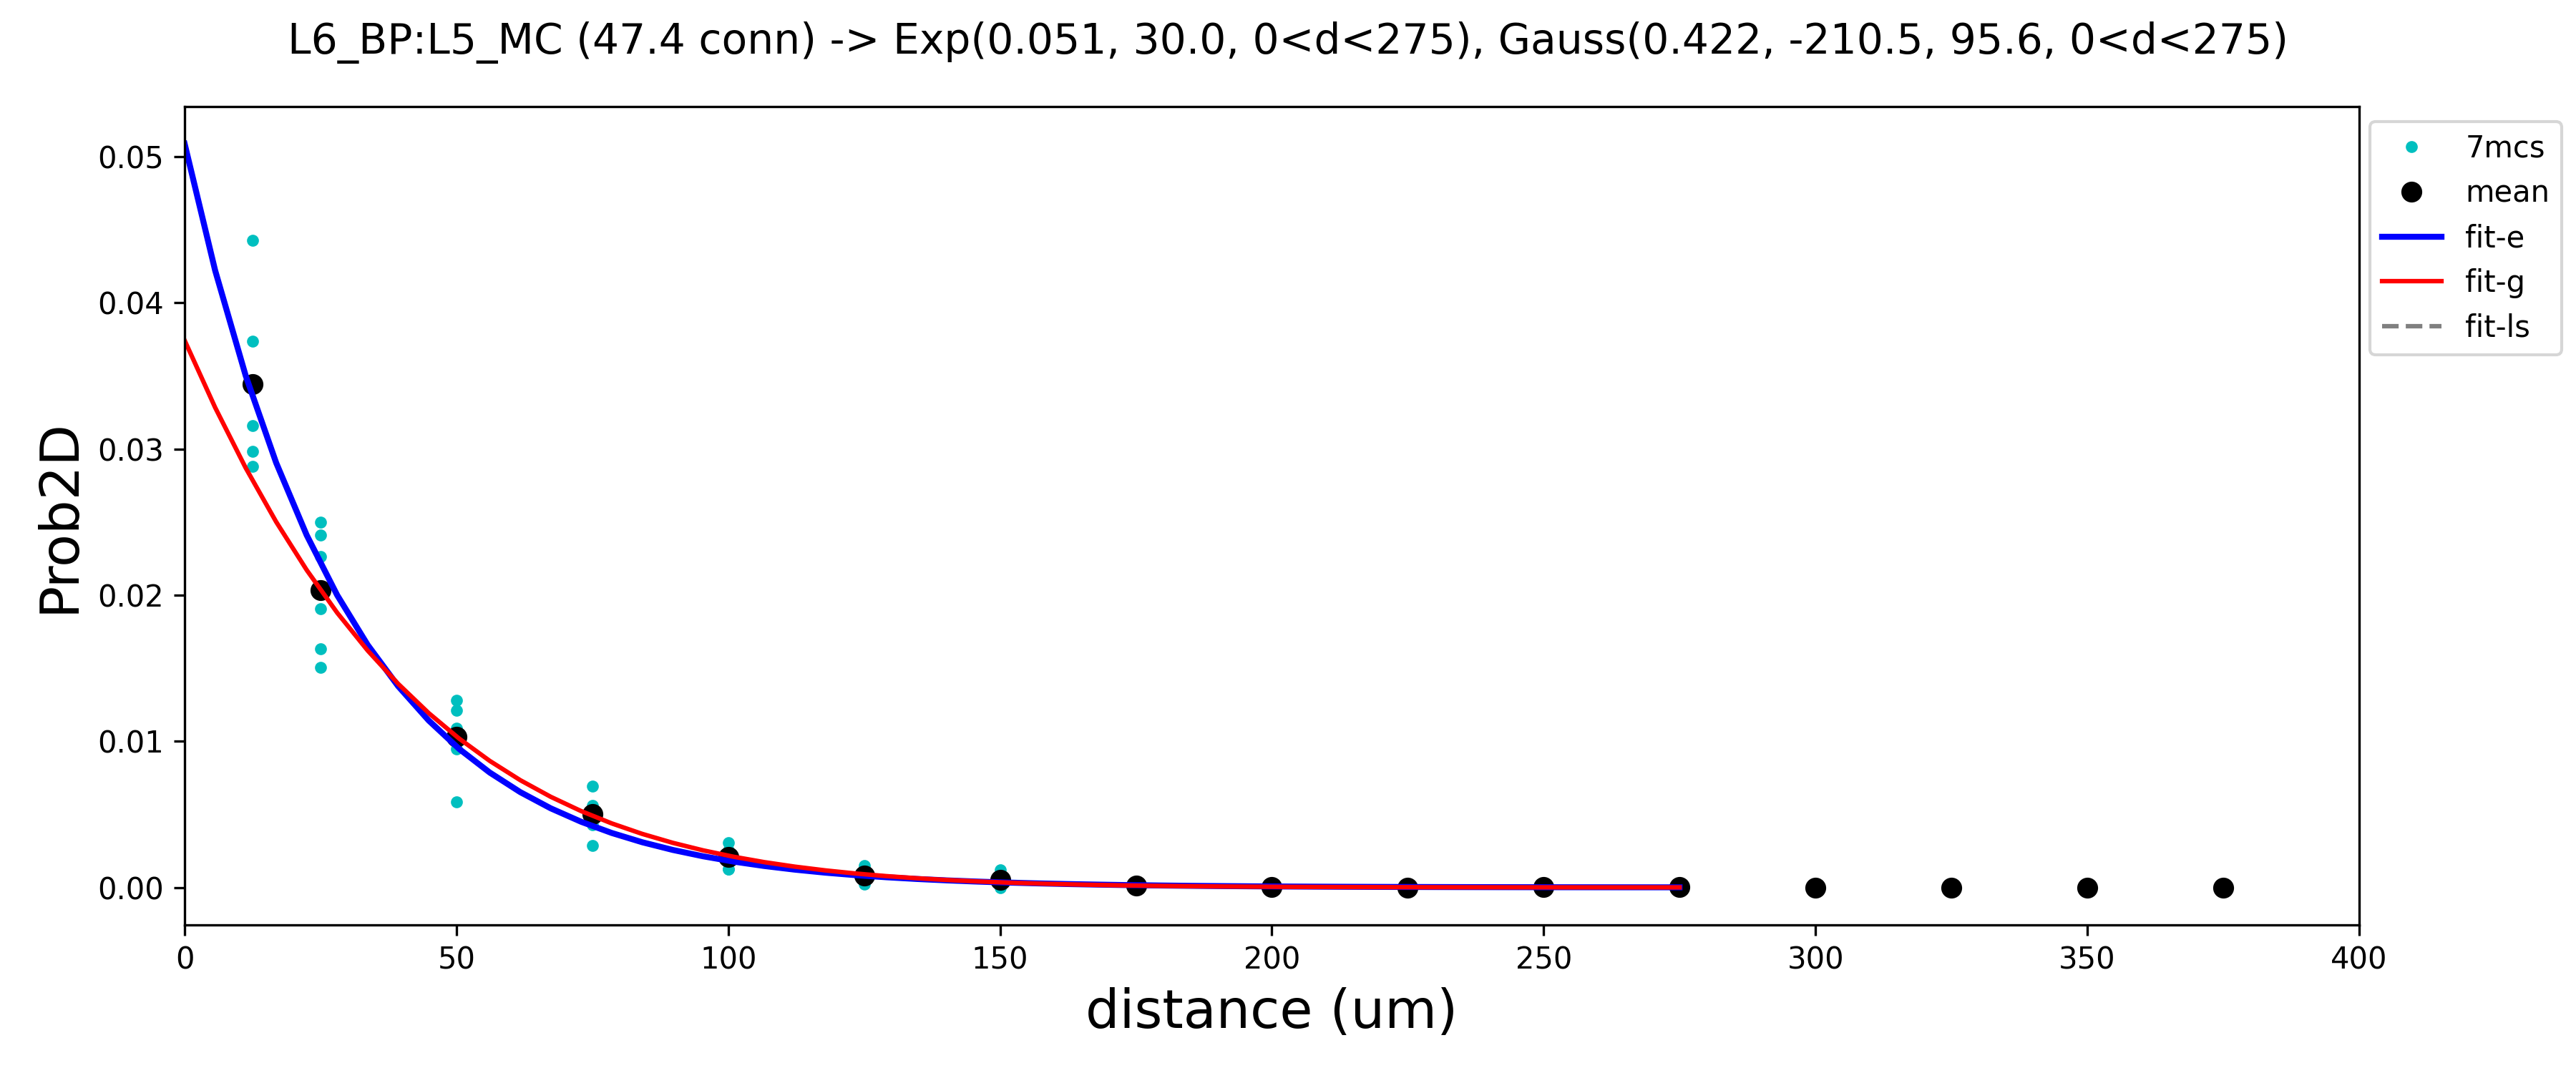 L6_BP:L5_MC (47.4 conn) -> Exp(0.051, 30.0, 0<d<275), Gauss(0.422, -210.5, 95.6, 0<d<275)
7mcs
mean
fit-e
fit-g
fit-ls
Prob2D
0.05
0.04
0.03
0.02
0.01
0.00
0 50 100 150 200 250 300 350 400
distance (um)